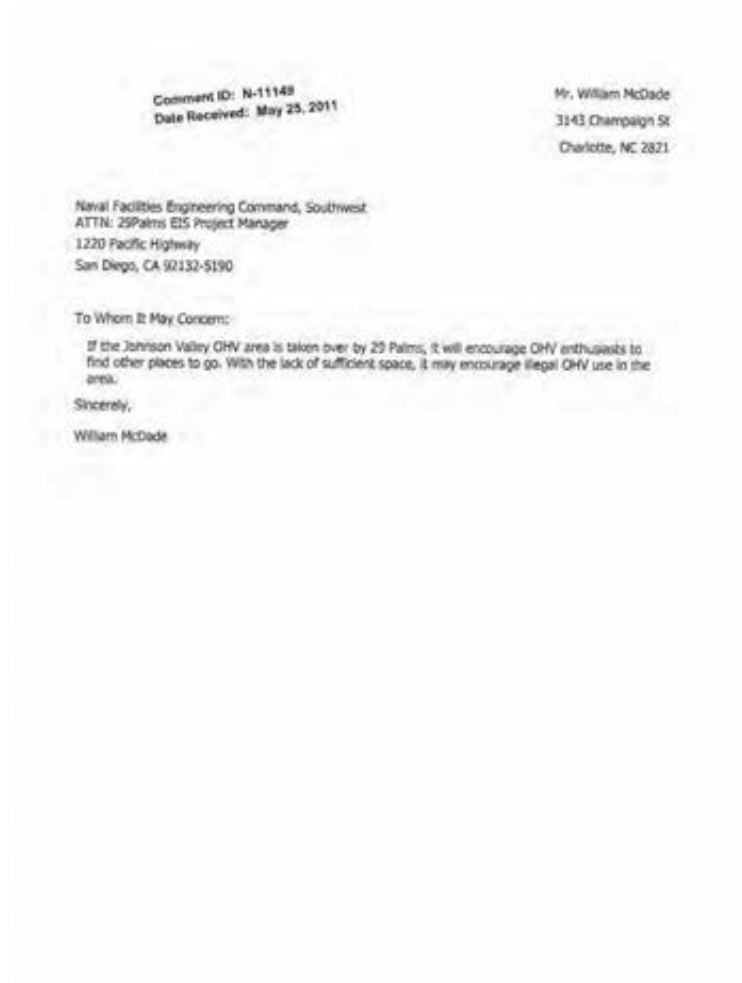 Comment ID: N-11149
Date Received: May 25, 2011
Mr. William McDade
3143 Champaign St
Charlotte, NC 2821
Naval Facilities Engineering Command, Southwest
ATTN: 29Palms EIS Project Manager
1220 Pacific Highway
San Diego, CA 92132-5190
To Whom It May Concern:
If the Johnson Valley OHV area is taken over by 29 Palms, it will encourage OHV enthusiasts to
find other places to go. With the lack of sufficient space, it may encourage illegal OHV use in the
area.
Sincerely,
William McDade